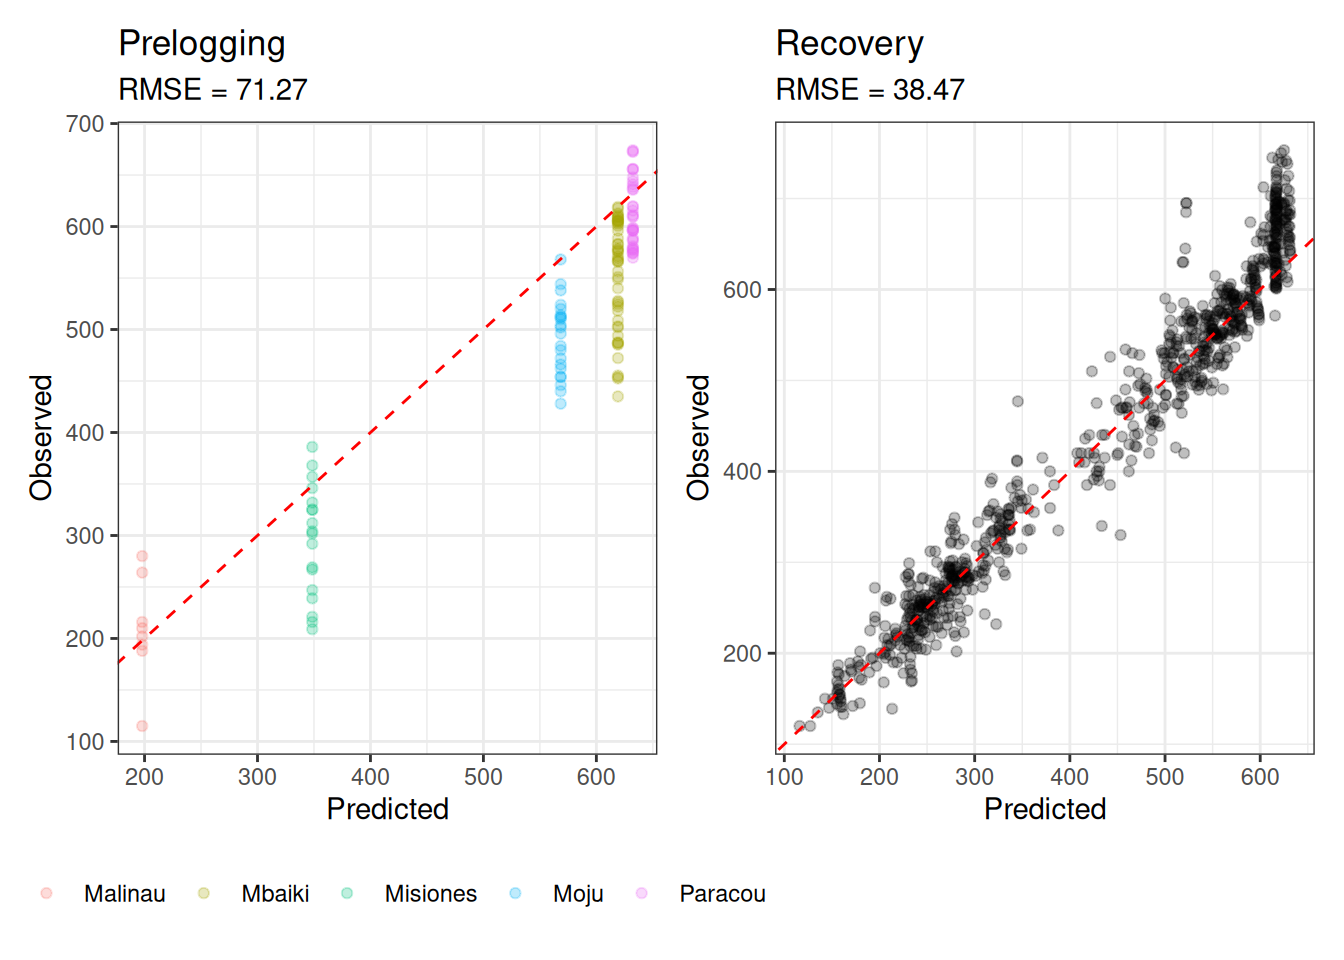 Prelogging
RMSE = 71.27
700
600
500
400
300
200
100
Observed
200 300 400 500 600
Predicted
Recovery
RMSE = 38.47
600
400
200
Observed
100 200 300 400 500 600
Predicted
Malinau Mbaiki Misiones Moju Paracou